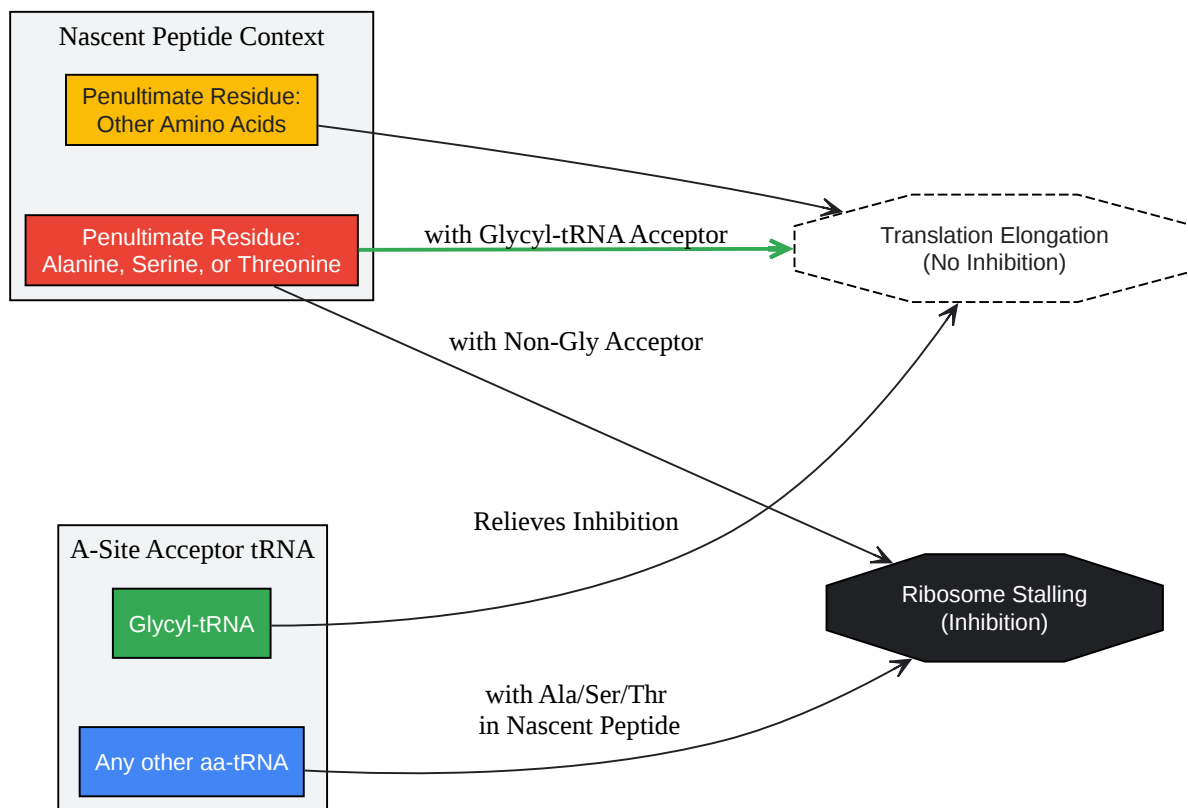 Nascent Peptide Context
Penultimate Residue:
Other Amino Acids
Penultimate Residue:
Alanine, Serine, or Threonine
with Glycyl-tRNA Acceptor
Translation Elongation
(No Inhibition)
with Non-Gly Acceptor
Relieves Inhibition
A-Site Acceptor tRNA
Glycyl-tRNA
Ribosome Stalling
(Inhibition)
with Ala/Ser/Thr
in Nascent Peptide
Any other aa-tRNA